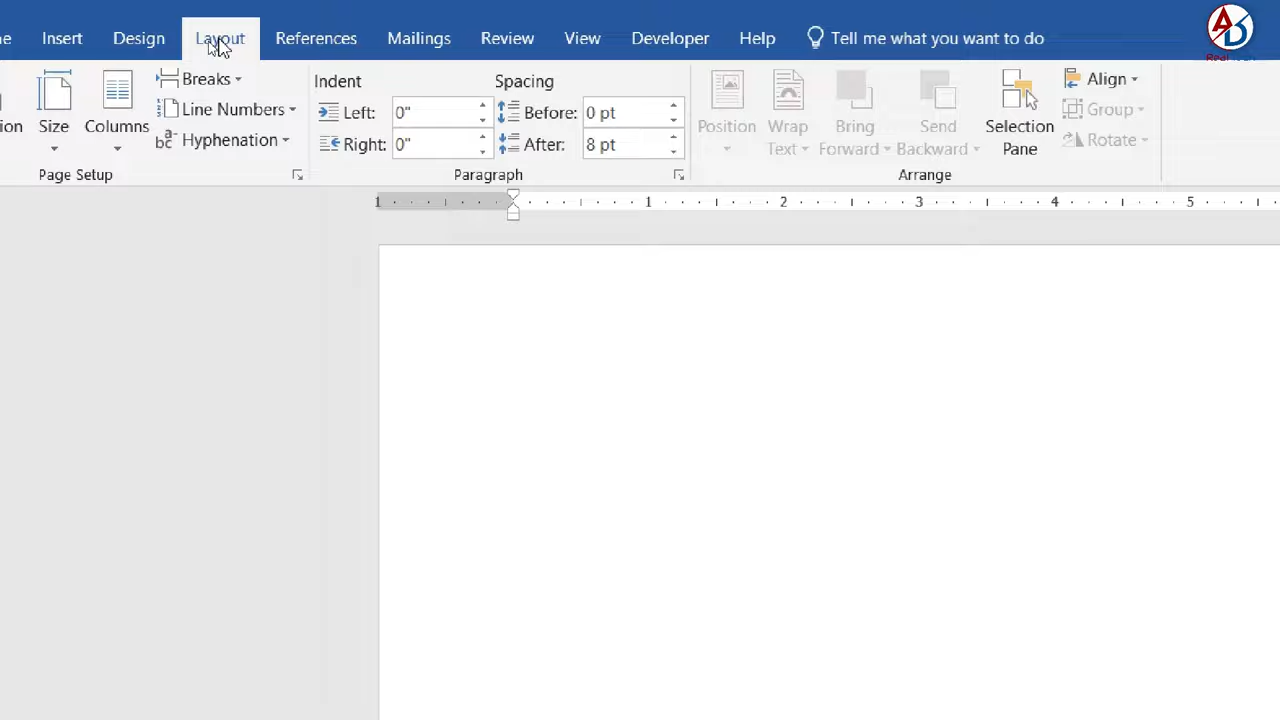 Insert Design Layout References Mailings Review View Developer Help Tell me what you want to do
Size Columns Breaks Line Numbers Hyphenation
Page Setup
Indent Spacing
Left: 0" Before: 0 pt
Right: 0" After: 8 pt
Paragraph
Position Wrap Text Bring Forward Send Backward Selection Pane Align Group Rotate
Arrange
1 1 2 3 4 5